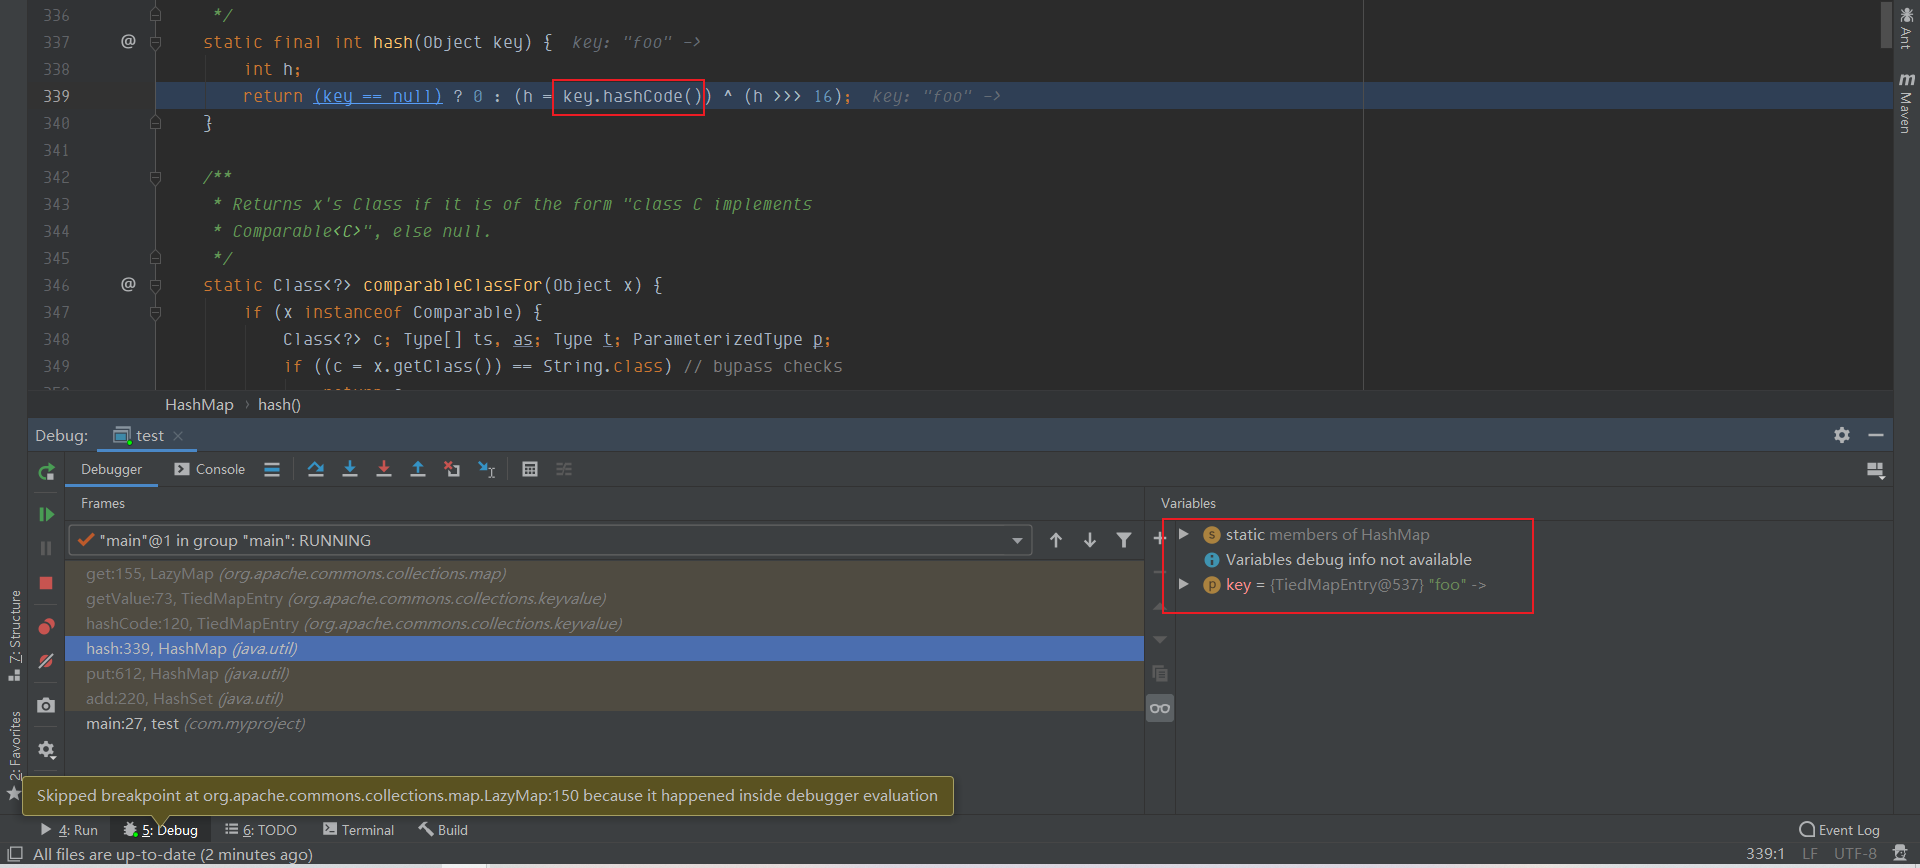 336 */
337 @ static final int hash(Object key) { key: "foo" ->
338 int h;
339 return (key == null) ? 0 : (h = key.hashCode()) ^ (h >>> 16); key: "foo" ->
340 }
341
342 /**
343 * Returns x's Class if it is of the form "class C implements
344 * Comparable<C>", else null.
345 */
346 @ static Class<?> comparableClassFor(Object x) {
347 if (x instanceof Comparable) {
348 Class<?> c; Type[] ts, as; Type t; ParameterizedType p;
349 if ((c = x.getClass()) == String.class) // bypass checks
HashMap › hash()
Ant
Maven
Debug: test
Debugger Console
Frames
"main"@1 in group "main": RUNNING
get:155, LazyMap (org.apache.commons.collections.map)
getValue:73, TiedMapEntry (org.apache.commons.collections.keyvalue)
hashCode:120, TiedMapEntry (org.apache.commons.collections.keyvalue)
hash:339, HashMap (java.util)
put:612, HashMap (java.util)
add:220, HashSet (java.util)
main:27, test (com.myproject)
Variables
static members of HashMap
Variables debug info not available
key = {TiedMapEntry@537} "foo" ->
Z: Structure
2: Favorites
Skipped breakpoint at org.apache.commons.collections.map.LazyMap:150 because it happened inside debugger evaluation
4: Run 5: Debug 6: TODO Terminal Build Event Log
All files are up-to-date (2 minutes ago) 339:1 LF UTF-8